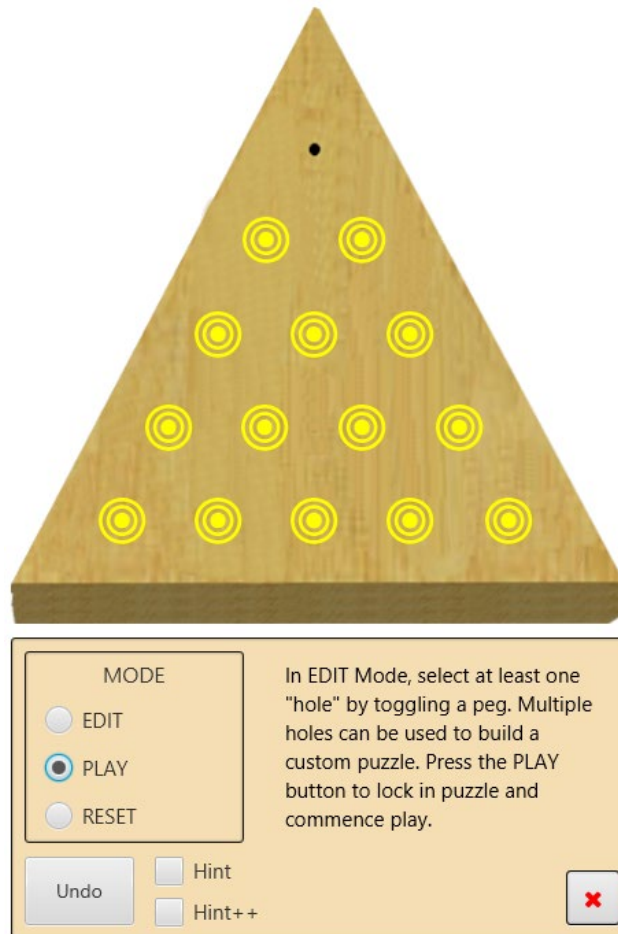 MODE
EDIT
PLAY
RESET
In EDIT Mode, select at least one
"hole" by toggling a peg. Multiple
holes can be used to build a
custom puzzle. Press the PLAY
button to lock in puzzle and
commence play.
Undo
Hint
Hint++